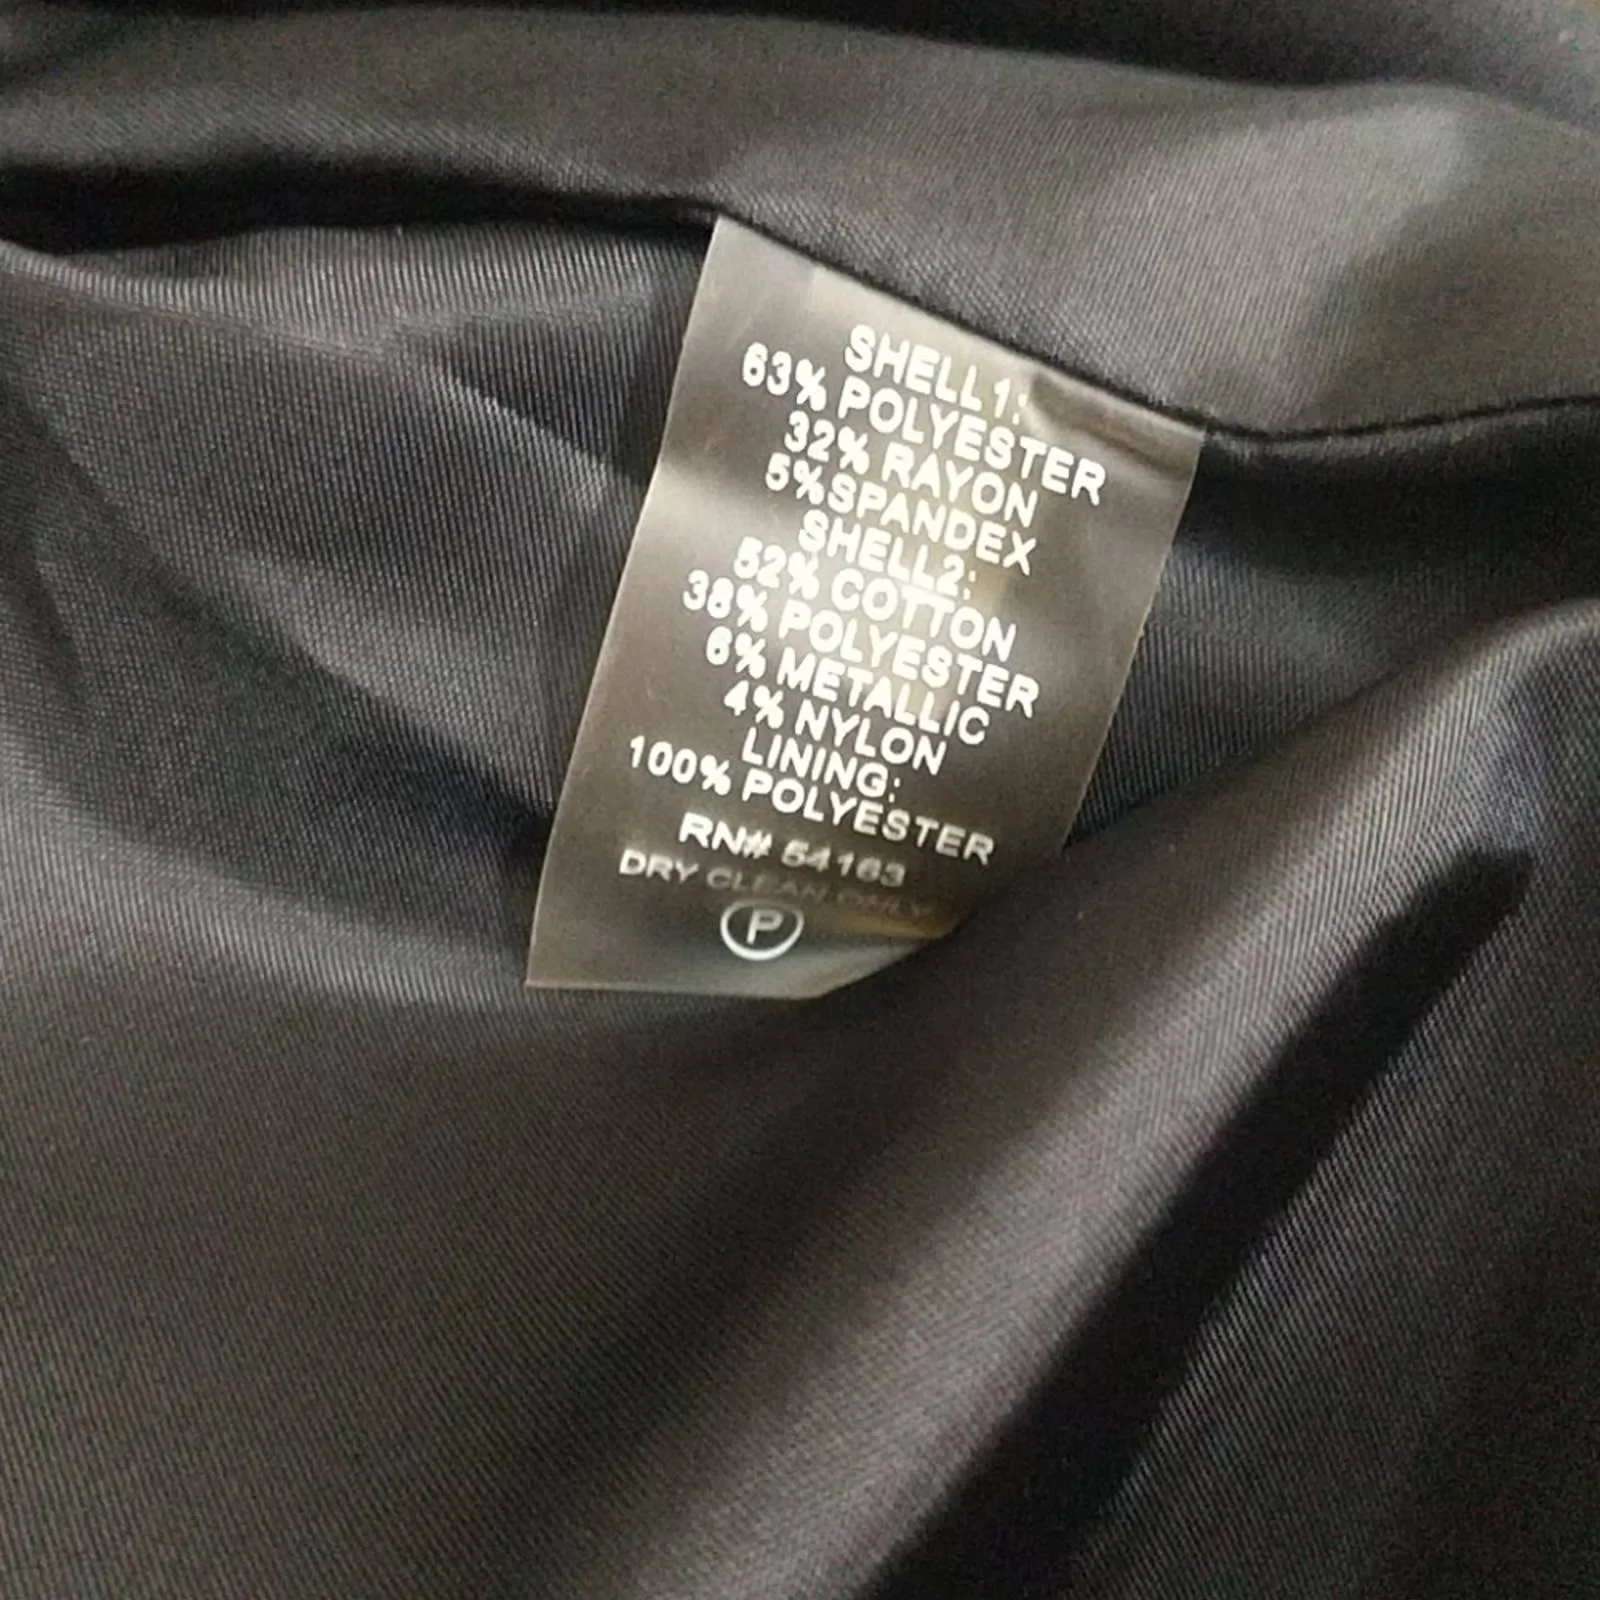 SHELL1:
63% POLYESTER
32% RAYON
5%SPANDEX
SHELL2:
52% COTTON
38% POLYESTER
6% METALLIC
4% NYLON
LINING:
100% POLYESTER
RN# 54163
DRY CLEAN ONLY
P